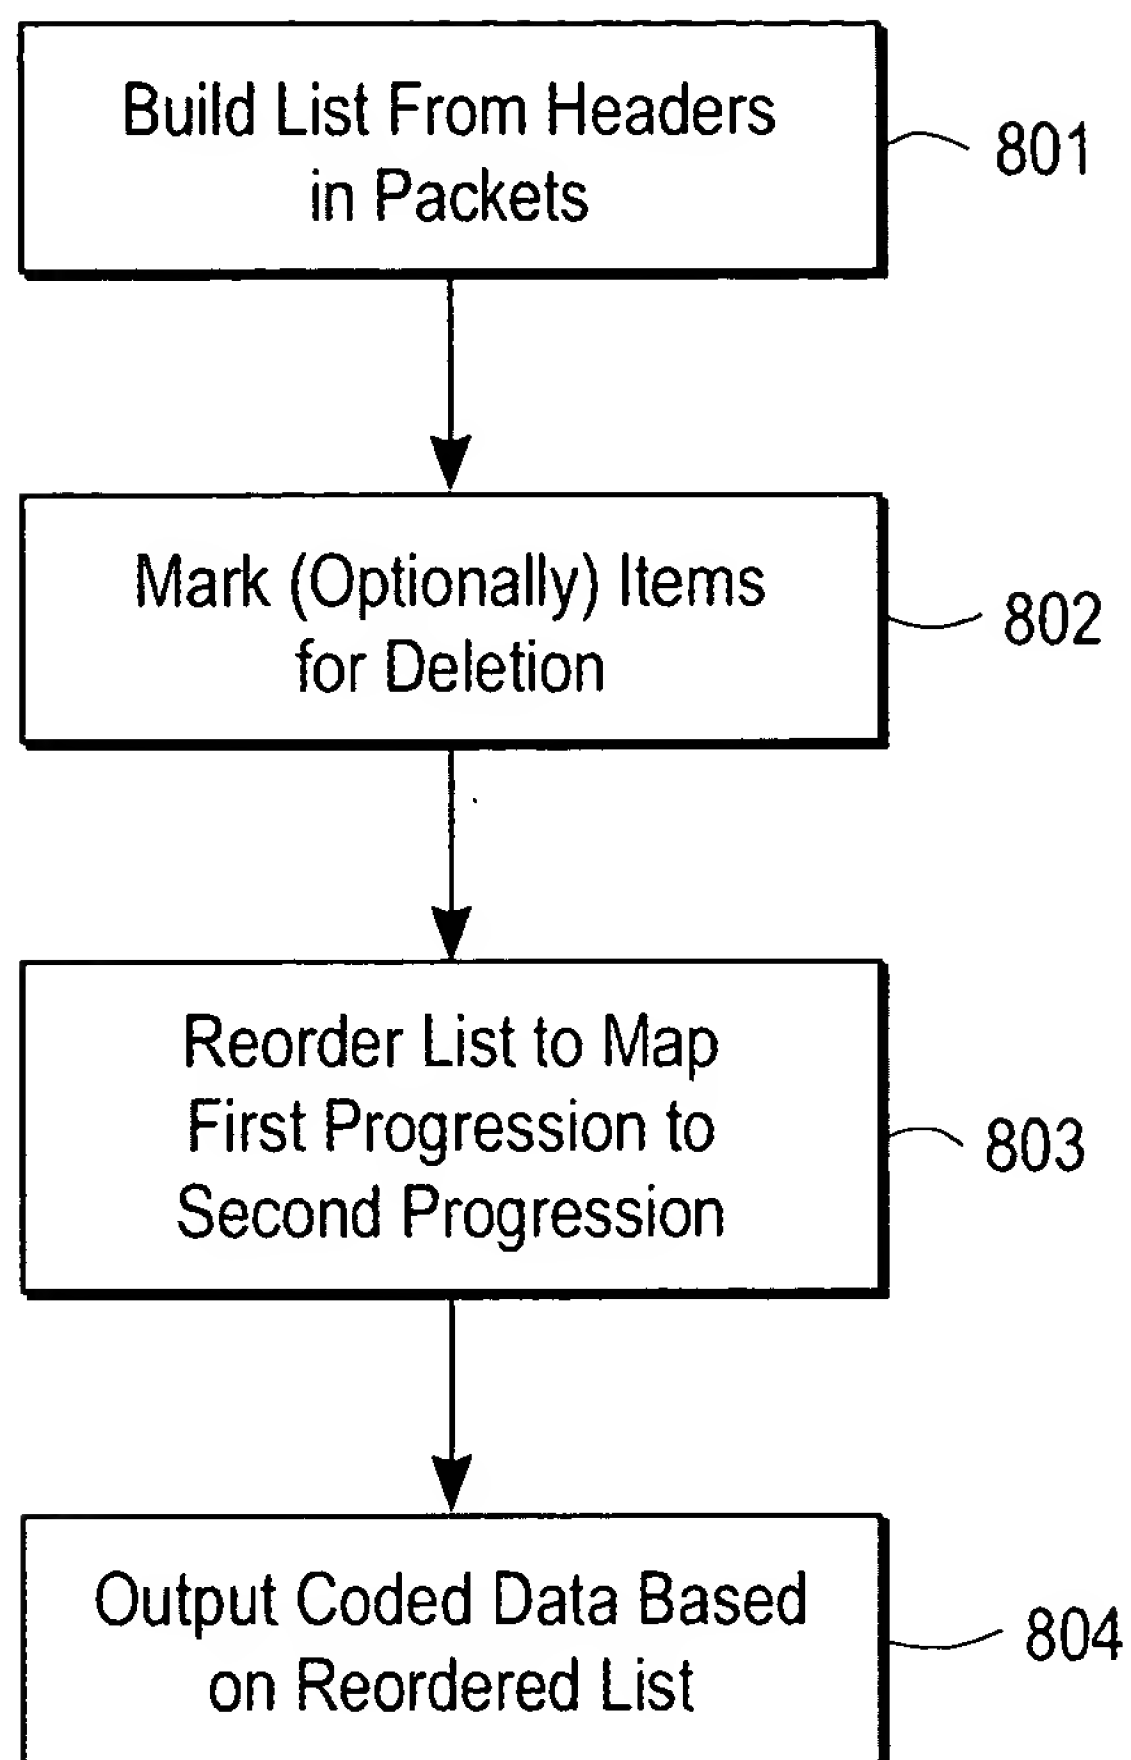 Build List From Headers
in Packets
801
Mark (Optionally) Items
for Deletion
802
Reorder List to Map
First Progression to
Second Progression
803
Output Coded Data Based
on Reordered List
804